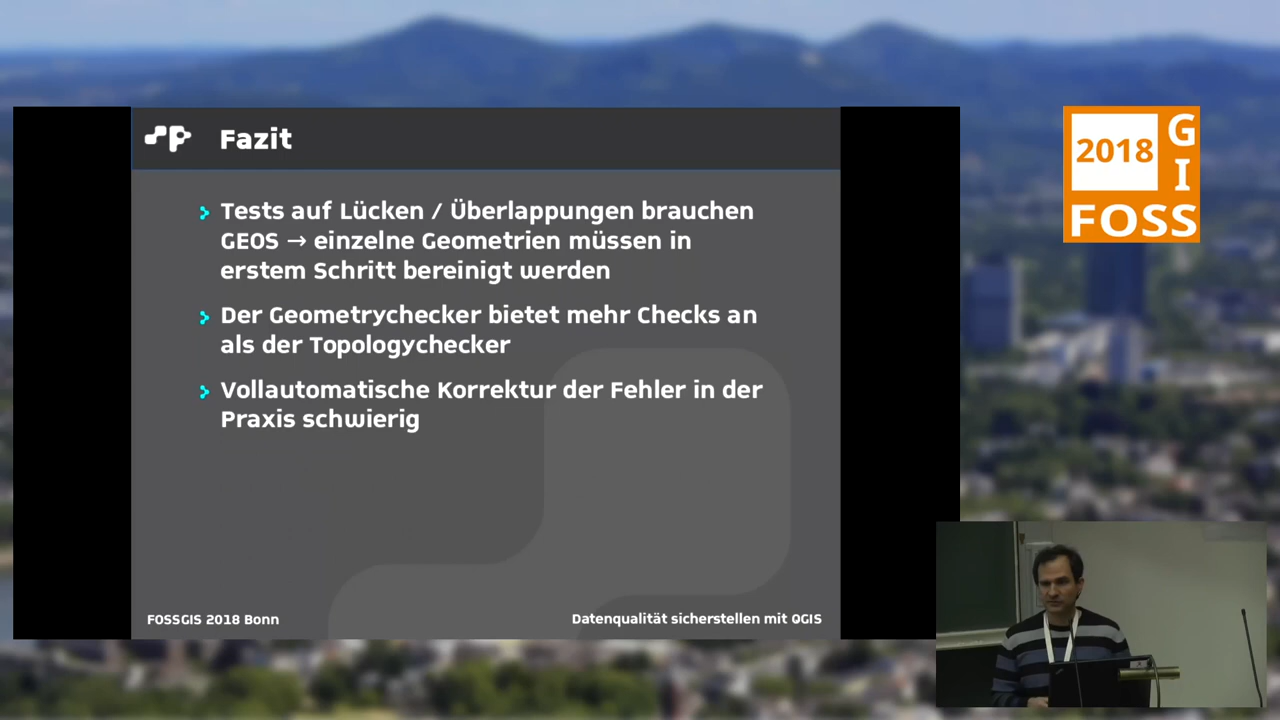 Fazit
Tests auf Lücken / Überlappungen brauchen
GEOS → einzelne Geometrien müssen in
erstem Schritt bereinigt werden
Der Geometrychecker bietet mehr Checks an
als der Topologychecker
Vollautomatische Korrektur der Fehler in der
Praxis schwierig
FOSSGIS 2018 Bonn
Datenqualität sicherstellen mit QGIS
2018
G
I
FOSS